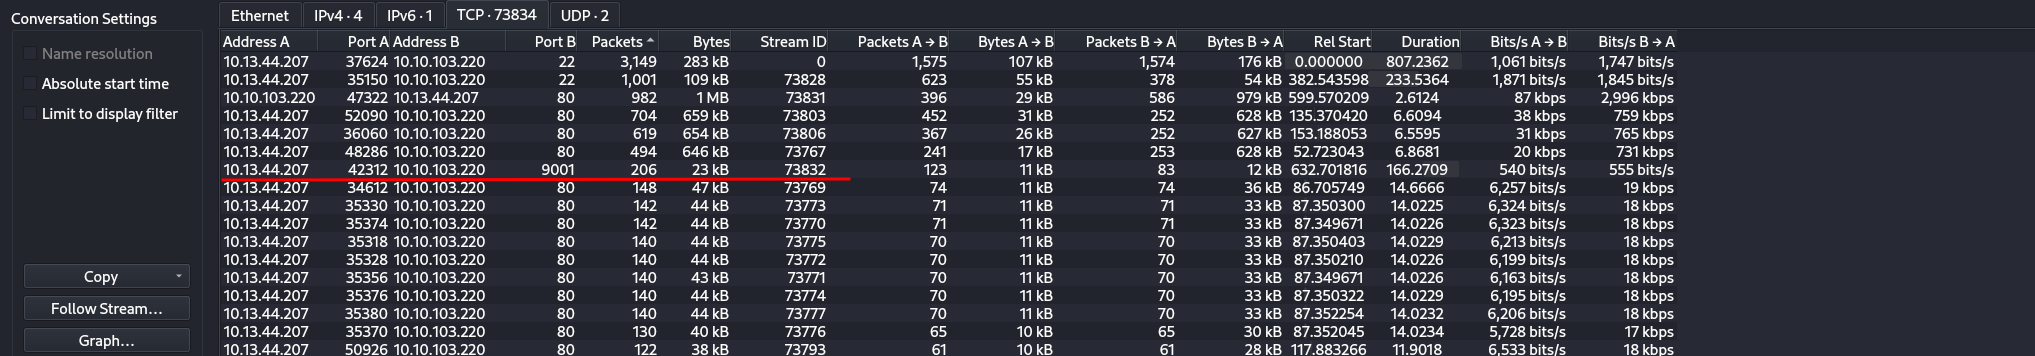 Conversation Settings
Name resolution
Absolute start time
Limit to display filter
Copy
Follow Stream…
Graph…
Ethernet IPv4 · 4 IPv6 · 1 TCP · 73834 UDP · 2
Address A Port A Address B Port B Packets Bytes Stream ID Packets A → B Bytes A → B Packets B → A Bytes B → A Rel Start Duration Bits/s A → B Bits/s B → A
10.13.44.207 37624 10.10.103.220 22 3,149 283 kB 0 1,575 107 kB 1,574 176 kB 0.000000 807.2362 1,061 bits/s 1,747 bits/s
10.13.44.207 35150 10.10.103.220 22 1,001 109 kB 73828 623 55 kB 378 54 kB 382.543598 233.5364 1,871 bits/s 1,845 bits/s
10.10.103.220 47322 10.13.44.207 80 982 1 MB 73831 396 29 kB 586 979 kB 599.570209 2.6124 87 kbps 2,996 kbps
10.13.44.207 52090 10.10.103.220 80 704 659 kB 73803 452 31 kB 252 628 kB 135.370420 6.6094 38 kbps 759 kbps
10.13.44.207 36060 10.10.103.220 80 619 654 kB 73806 367 26 kB 252 627 kB 153.188053 6.5595 31 kbps 765 kbps
10.13.44.207 48286 10.10.103.220 80 494 646 kB 73767 241 17 kB 253 628 kB 52.723043 6.8681 20 kbps 731 kbps
10.13.44.207 42312 10.10.103.220 9001 206 23 kB 73832 123 11 kB 83 12 kB 632.701816 166.2709 540 bits/s 555 bits/s
10.13.44.207 34612 10.10.103.220 80 148 47 kB 73769 74 11 kB 74 36 kB 86.705749 14.6666 6,257 bits/s 19 kbps
10.13.44.207 35330 10.10.103.220 80 142 44 kB 73773 71 11 kB 71 33 kB 87.350300 14.0225 6,324 bits/s 18 kbps
10.13.44.207 35374 10.10.103.220 80 142 44 kB 73770 71 11 kB 71 33 kB 87.349671 14.0226 6,323 bits/s 18 kbps
10.13.44.207 35318 10.10.103.220 80 140 44 kB 73775 70 11 kB 70 33 kB 87.350403 14.0229 6,213 bits/s 18 kbps
10.13.44.207 35328 10.10.103.220 80 140 44 kB 73772 70 11 kB 70 33 kB 87.350210 14.0226 6,199 bits/s 18 kbps
10.13.44.207 35356 10.10.103.220 80 140 43 kB 73771 70 11 kB 70 33 kB 87.349671 14.0226 6,163 bits/s 18 kbps
10.13.44.207 35376 10.10.103.220 80 140 44 kB 73774 70 11 kB 70 33 kB 87.350322 14.0229 6,195 bits/s 18 kbps
10.13.44.207 35380 10.10.103.220 80 140 44 kB 73777 70 11 kB 70 33 kB 87.352254 14.0232 6,206 bits/s 18 kbps
10.13.44.207 35370 10.10.103.220 80 130 40 kB 73776 65 10 kB 65 30 kB 87.352045 14.0234 5,728 bits/s 17 kbps
10.13.44.207 50926 10.10.103.220 80 122 38 kB 73793 61 10 kB 61 28 kB 117.883266 11.9018 6,533 bits/s 18 kbps